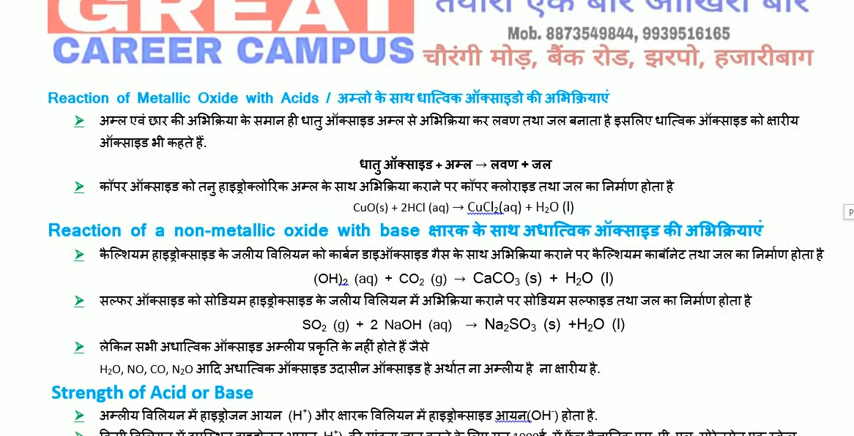 GREAT
तैयारी एक बार आखिरी बार
Mob. 8873549844, 9939516165
CAREER CAMPUS चौरंगी मोड़, बैंक रोड, झरपो, हजारीबाग
Reaction of Metallic Oxide with Acids / अम्लो के साथ धात्विक ऑक्साइडो की अभिक्रियाएं
➢ अम्ल एवं छार की अभिक्रिया के समान ही धातु ऑक्साइड अम्ल से अभिक्रिया कर लवण तथा जल बनाता है इसलिए धात्विक ऑक्साइड को क्षारीय
ऑक्साइड भी कहते हैं.
धातु ऑक्साइड + अम्ल → लवण + जल
➢ कॉपर ऑक्साइड को तनु हाइड्रोक्लोरिक अम्ल के साथ अभिक्रिया कराने पर कॉपर क्लोराइड तथा जल का निर्माण होता है
CuO(s) + 2HCl (aq) → CuCl₂(aq) + H₂O (l)
Reaction of a non-metallic oxide with base क्षारक के साथ अधात्विक ऑक्साइड की अभिक्रियाएं
➢ कैल्शियम हाइड्रोक्साइड के जलीय विलियन को कार्बन डाइऑक्साइड गैस के साथ अभिक्रिया कराने पर कैल्शियम कार्बोनेट तथा जल का निर्माण होता है
(OH)₂ (aq) + CO₂ (g) → CaCO₃ (s) + H₂O (l)
➢ सल्फर ऑक्साइड को सोडियम हाइड्रोक्साइड के जलीय विलियन में अभिक्रिया कराने पर सोडियम सल्फाइड तथा जल का निर्माण होता है
SO₂ (g) + 2 NaOH (aq) → Na₂SO₃ (s) +H₂O (l)
➢ लेकिन सभी अधात्विक ऑक्साइड अम्लीय प्रकृति के नहीं होते हैं जैसे
H₂O, NO, CO, N₂O आदि अधात्विक ऑक्साइड उदासीन ऑक्साइड है अर्थात ना अम्लीय है ना क्षारीय है.
Strength of Acid or Base
➢ अम्लीय विलियन में हाइड्रोजन आयन (H⁺) और क्षारक विलियन में हाइड्रोक्साइड आयन(OH⁻) होता है.